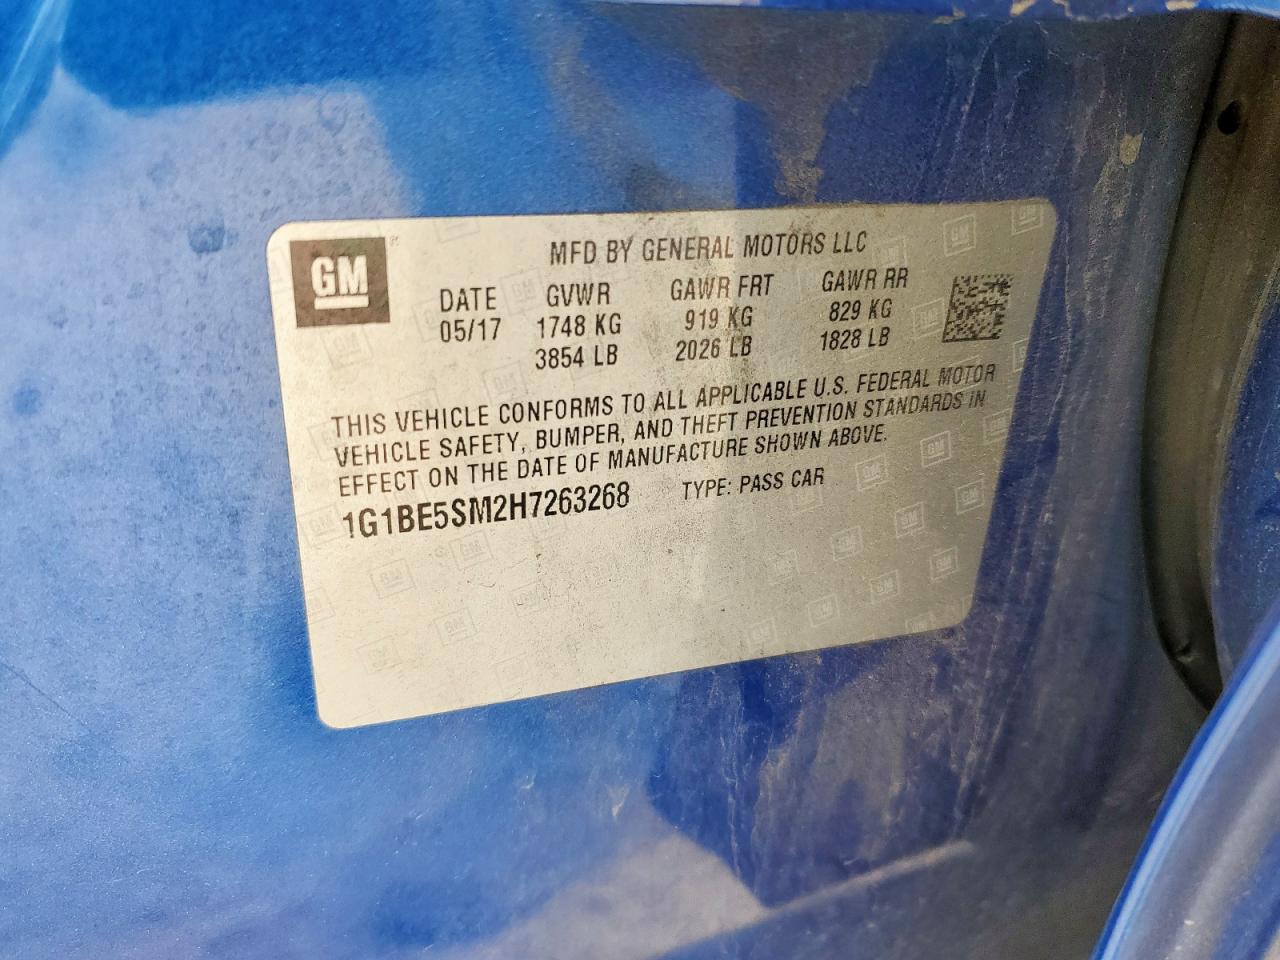 GM
MFD BY GENERAL MOTORS LLC
DATE GVWR GAWR FRT GAWR RR
05/17 1748 KG 919 KG 829 KG
3854 LB 2026 LB 1828 LB
THIS VEHICLE CONFORMS TO ALL APPLICABLE U.S. FEDERAL MOTOR
VEHICLE SAFETY, BUMPER, AND THEFT PREVENTION STANDARDS IN
EFFECT ON THE DATE OF MANUFACTURE SHOWN ABOVE.
1G1BE5SM2H7263268 TYPE: PASS CAR